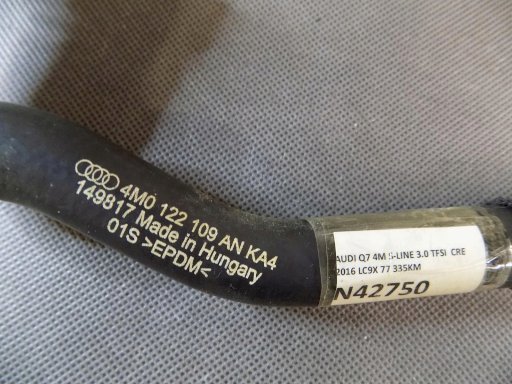 4M0 122 109 AN KA4
149817 Made in Hungary
01S >EPDM<
AUDI Q7 4M S-LINE 3.0 TFSI CRE
2016 LC9X 77 335KM
N42750